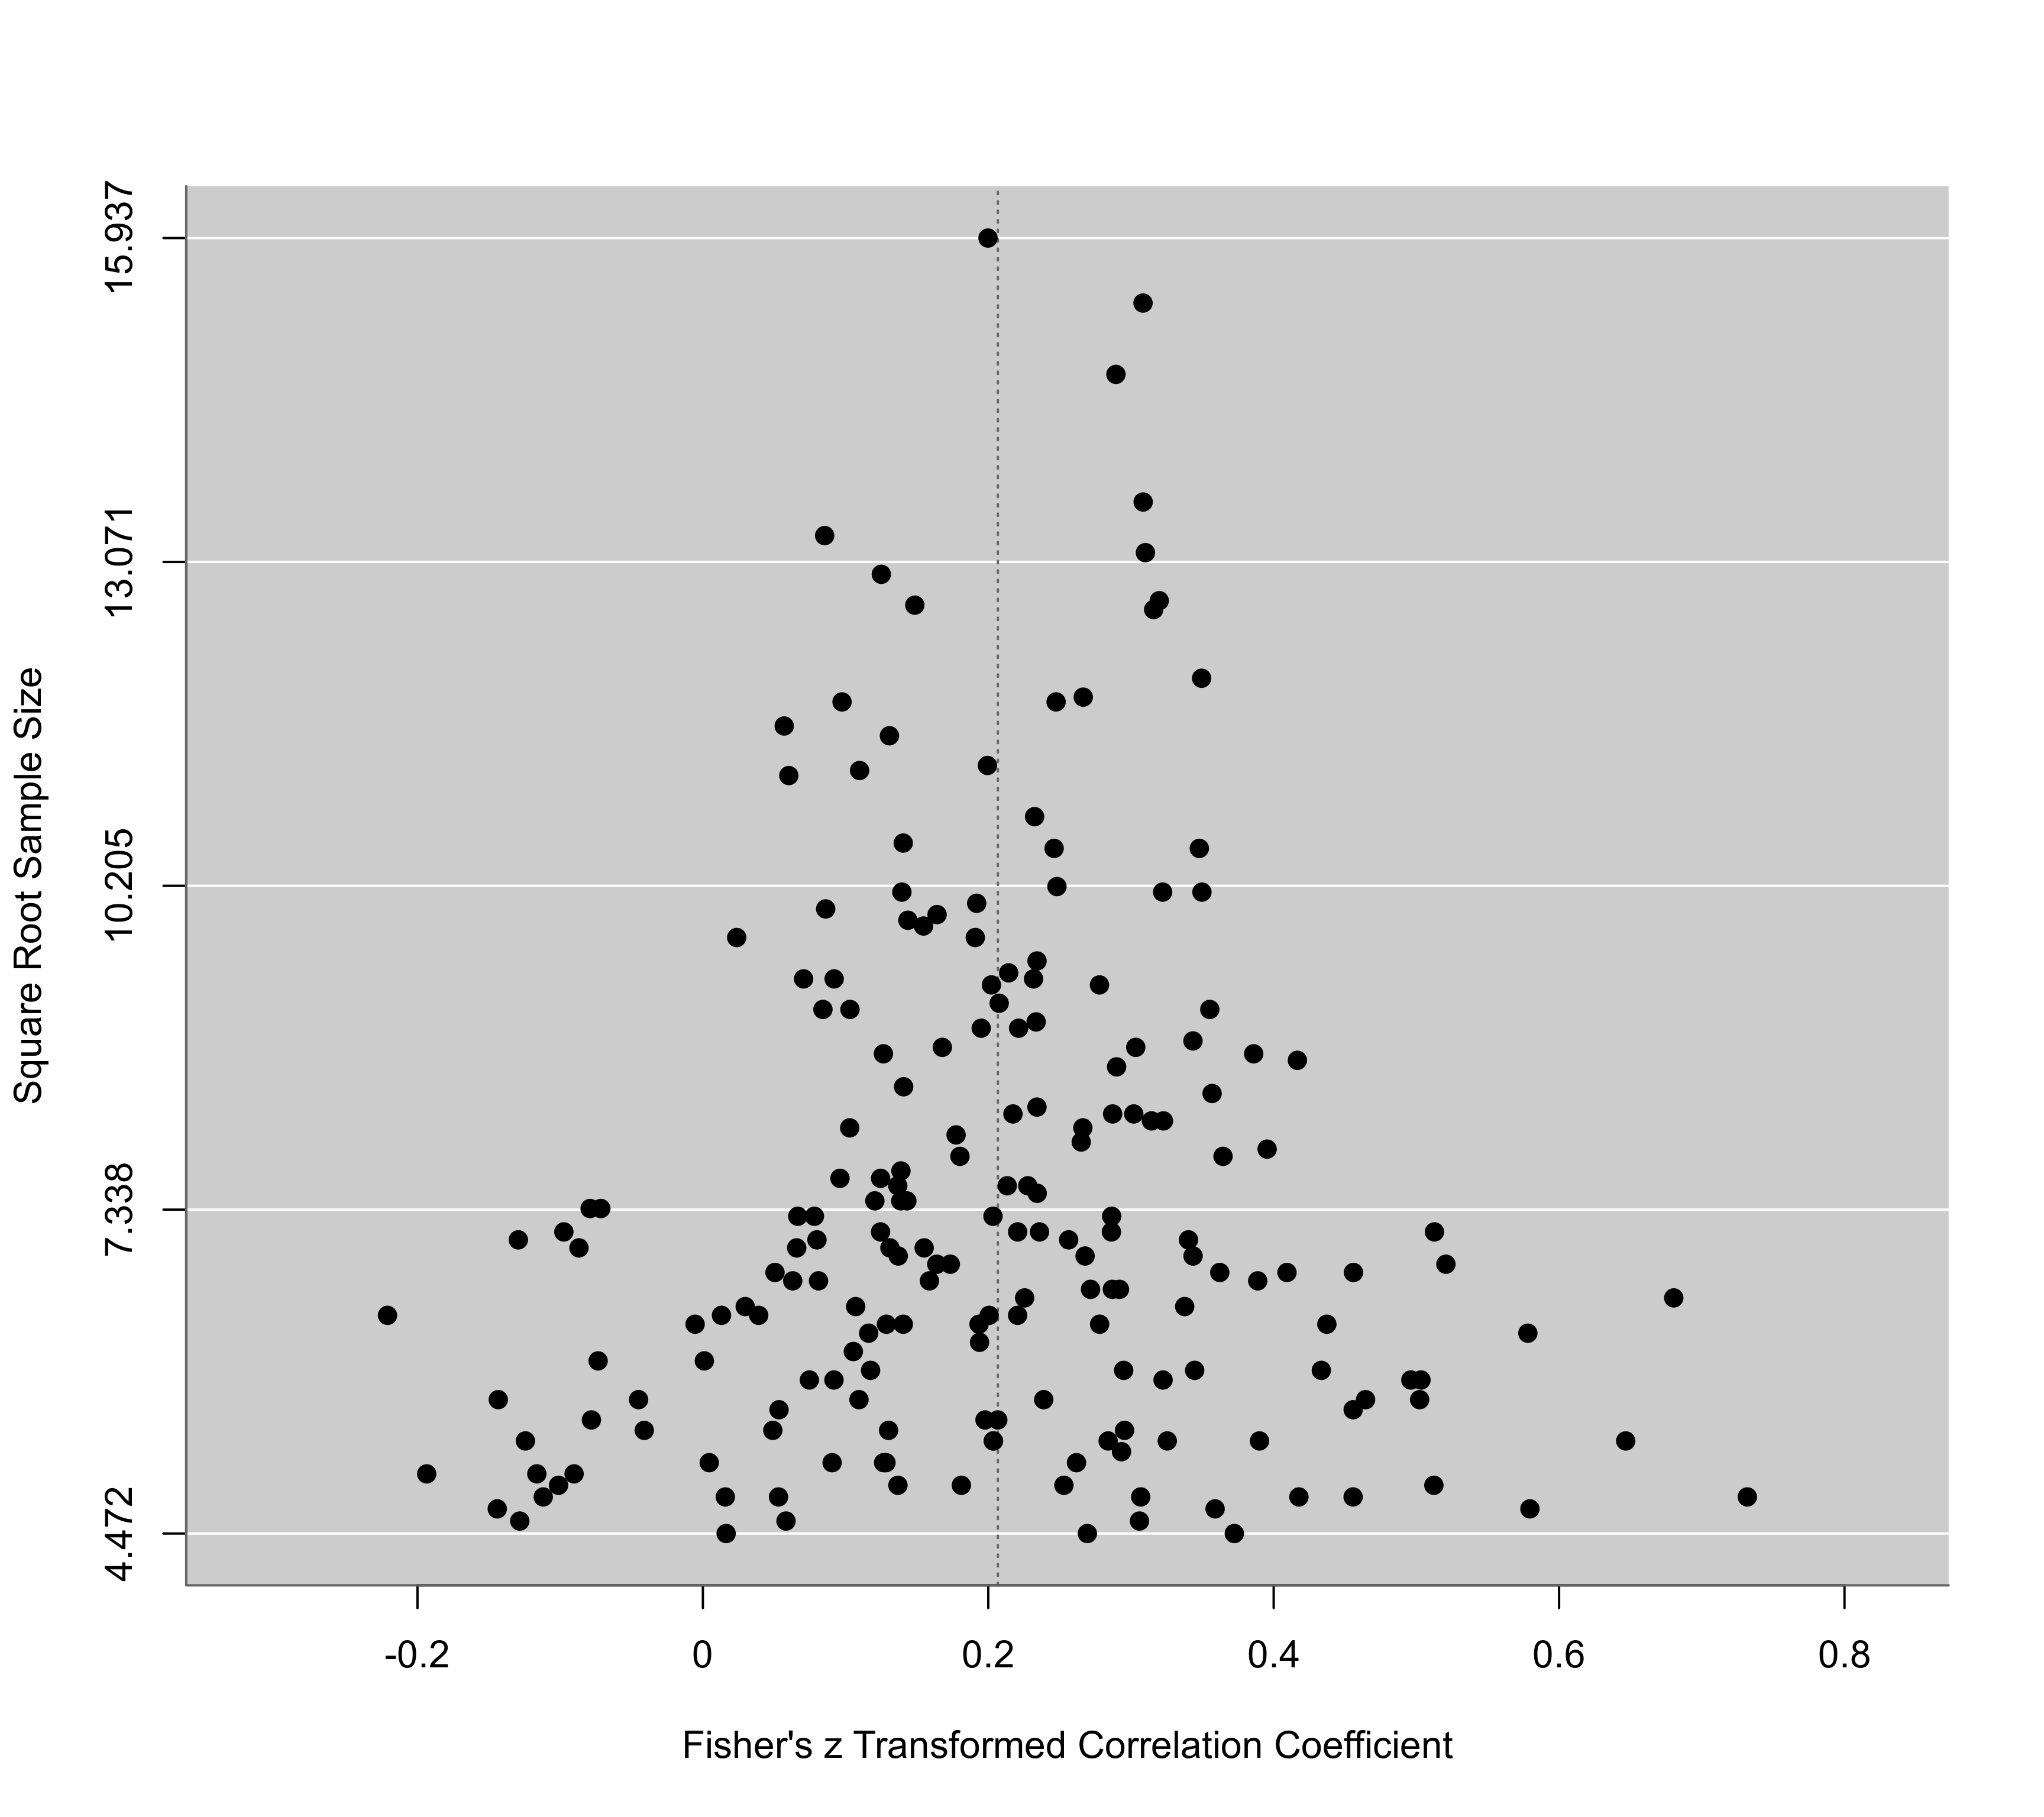 Square Root Sample Size
15.937
13.071
10.205
7.338
4.472
-0.2 0 0.2 0.4 0.6 0.8
Fisher's z Transformed Correlation Coefficient